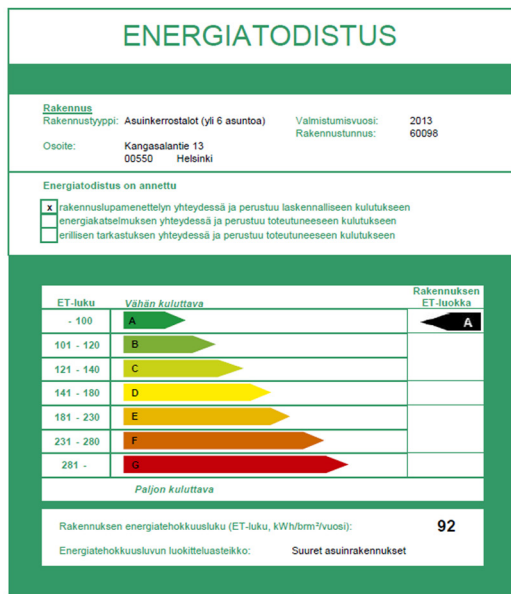 ENERGIATODISTUS
Rakennus
Rakennustyyppi: Asuinkerrostalot (yli 6 asuntoa) Valmistumisvuosi: 2013
Rakennustunnus: 60098
Osoite: Kangasalantie 13
00550 Helsinki
Energiatodistus on annettu
x rakennuslupamenettelyn yhteydessä ja perustuu laskennalliseen kulutukseen
energiakatselmuksen yhteydessä ja perustuu toteutuneeseen kulutukseen
erillisen tarkastuksen yhteydessä ja perustuu toteutuneeseen kulutukseen
ET-luku Vähän kuluttava Rakennuksen ET-luokka
- 100 A A
101 - 120 B
121 - 140 C
141 - 180 D
181 - 230 E
231 - 280 F
281 - G
Paljon kuluttava
Rakennuksen energiatehokkuusluku (ET-luku, kWh/brm²/vuosi): 92
Energiatehokkuusluvun luokitteluasteikko: Suuret asuinrakennukset